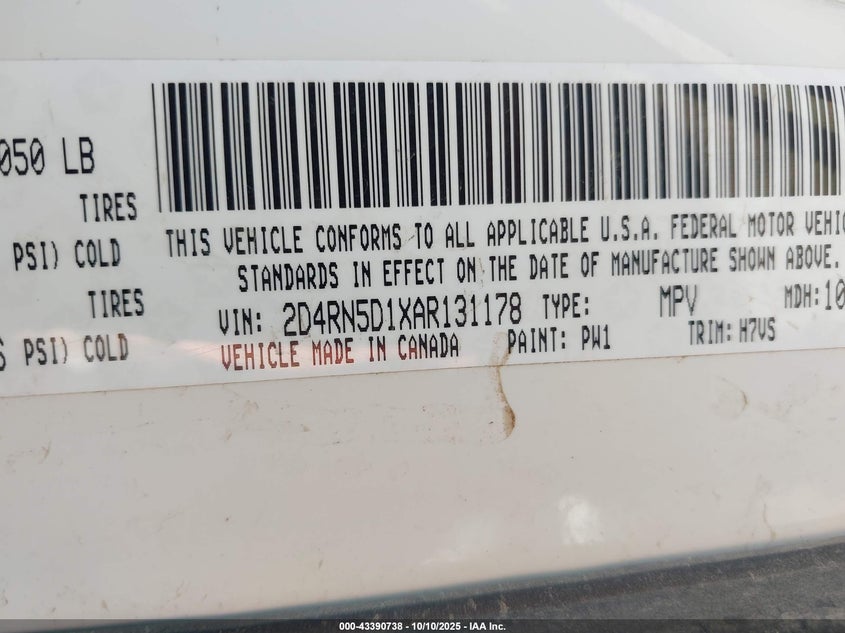 050 LB
TIRES
PSI) COLD
TIRES
PSI) COLD
THIS VEHICLE CONFORMS TO ALL APPLICABLE U.S.A. FEDERAL MOTOR VEHIC
STANDARDS IN EFFECT ON THE DATE OF MANUFACTURE SHOWN ABOVE.
VIN: 2D4RN5D1XAR131178 TYPE: MPV MDH: 10
VEHICLE MADE IN CANADA PAINT: PW1 TRIM: H7VS
000-43390738 - 10/10/2025 - IAA Inc.